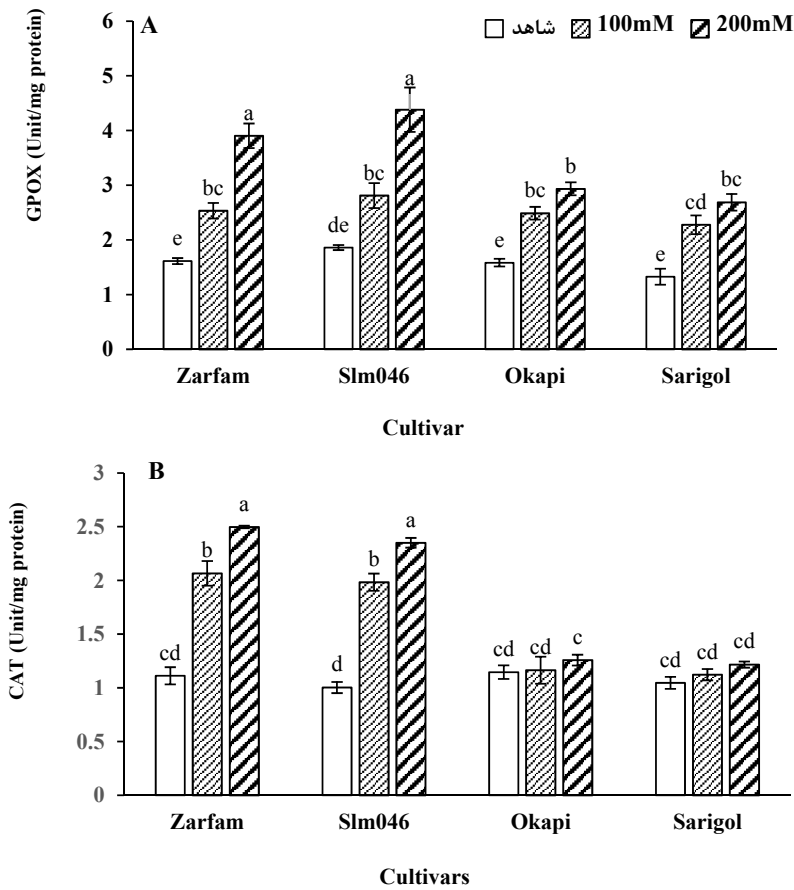 A شاهد 100mM 200mM
GPOX (Unit/mg protein)
6
5
4
3
2
1
0
a
a
bc
bc
bc
b
bc
e
de
e
cd
e
Zarfam Slm046 Okapi Sarigol
Cultivar
B
CAT (Unit/mg protein)
3
2.5
2
1.5
1
0.5
0
cd b a
d b a
cd cd c
cd cd cd
Zarfam Slm046 Okapi Sarigol
Cultivars